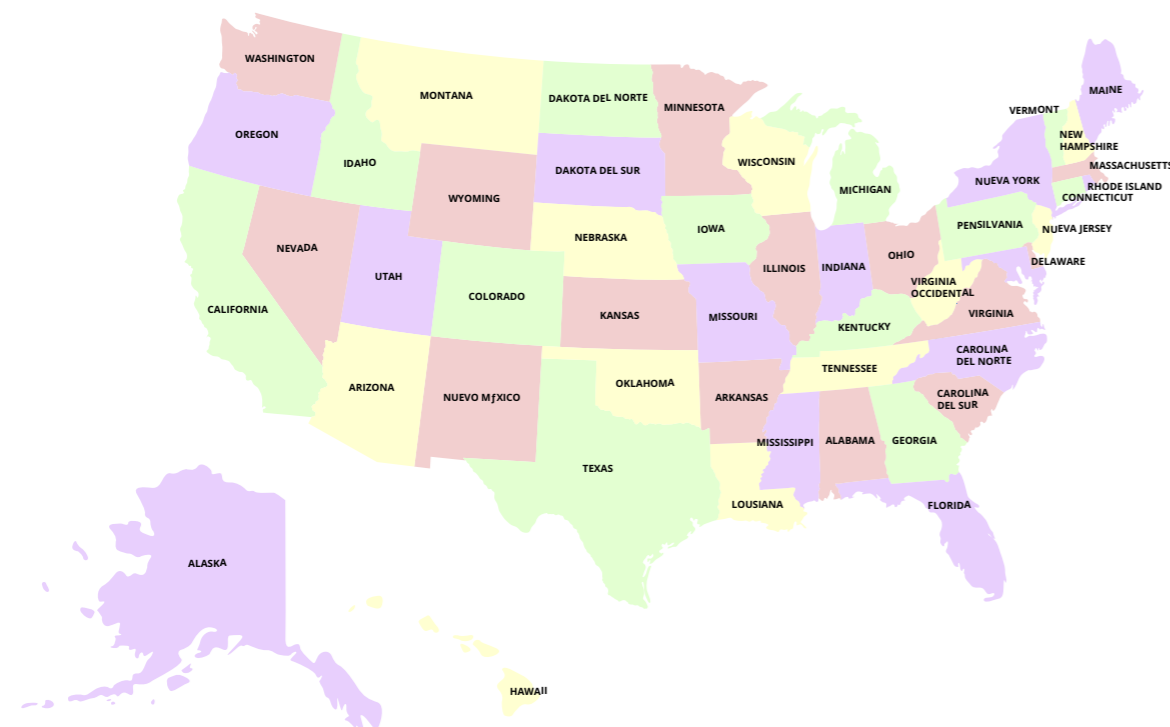 WASHINGTON
MONTANA
DAKOTA DEL NORTE
MINNESOTA
MAINE
VERMONT
OREGON
IDAHO
NEW
HAMPSHIRE
WISCONSIN
MASSACHUSETTS
DAKOTA DEL SUR
NUEVA YORK
RHODE ISLAND
MICHIGAN
WYOMING
CONNECTICUT
PENSILVANIA
NUEVA JERSEY
IOWA
NEBRASKA
NEVADA
OHIO
DELAWARE
ILLINOIS
INDIANA
UTAH
VIRGINIA
OCCIDENTAL
COLORADO
CALIFORNIA
KANSAS
MISSOURI
VIRGINIA
KENTUCKY
CAROLINA
DEL NORTE
TENNESSEE
ARIZONA
OKLAHOMA
NUEVO MƒXICO
ARKANSAS
CAROLINA
DEL SUR
MISSISSIPPI
ALABAMA
GEORGIA
TEXAS
LOUSIANA
FLORIDA
ALASKA
HAWAII